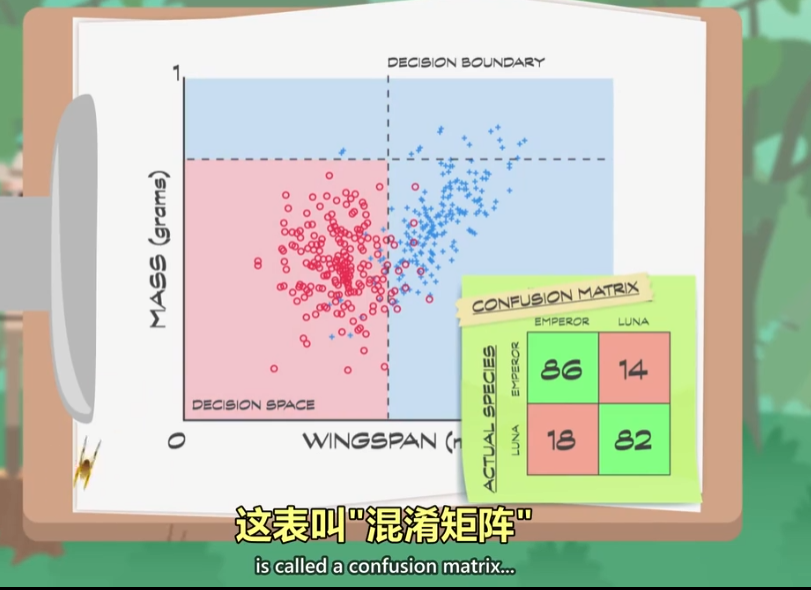 DECISION BOUNDARY
1
MASS (grams)
DECISION SPACE
0
WINGSPAN (
CONFUSION MATRIX
EMPEROR LUNA
ACTUAL SPECIES
EMPEROR 86 14
LUNA 18 82
这表叫"混淆矩阵"
is called a confusion matrix...